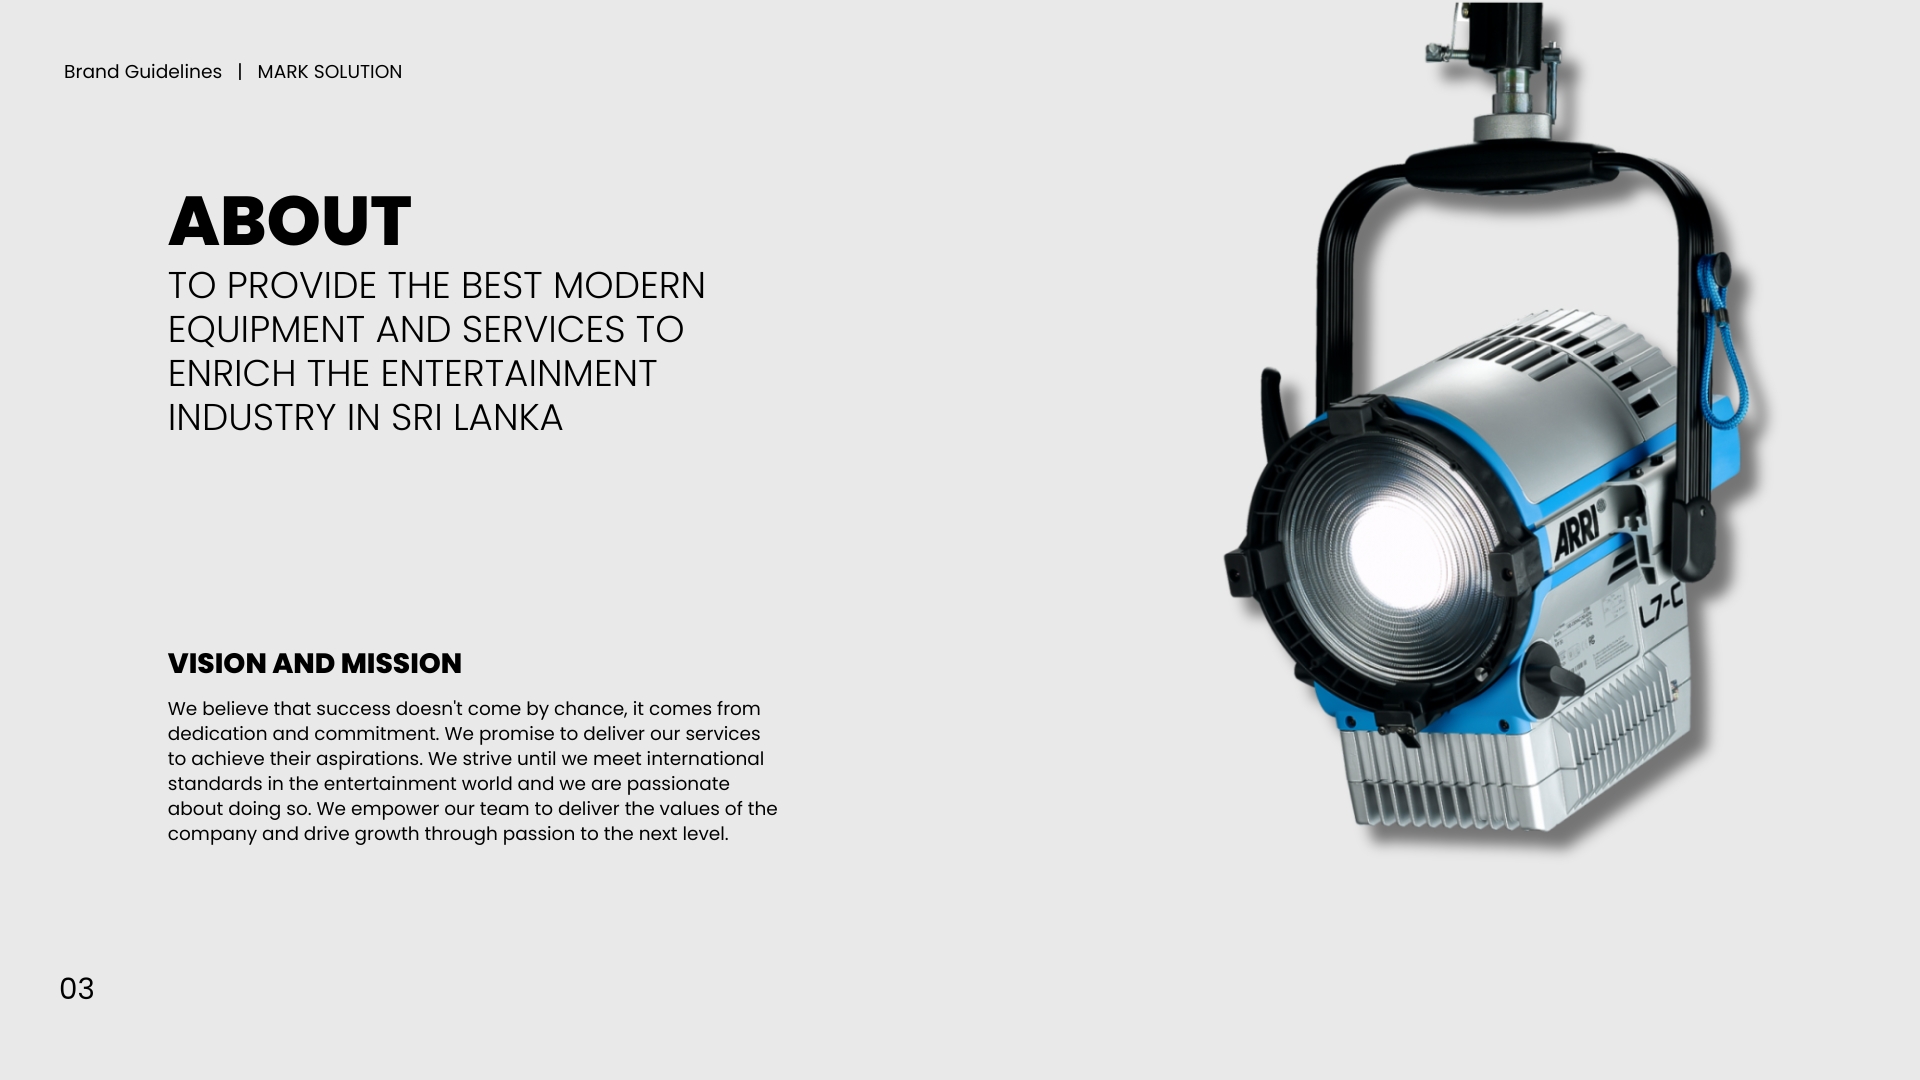 Brand Guidelines | MARK SOLUTION
ABOUT
TO PROVIDE THE BEST MODERN
EQUIPMENT AND SERVICES TO
ENRICH THE ENTERTAINMENT
INDUSTRY IN SRI LANKA
VISION AND MISSION
We believe that success doesn't come by chance, it comes from
dedication and commitment. We promise to deliver our services
to achieve their aspirations. We strive until we meet international
standards in the entertainment world and we are passionate
about doing so. We empower our team to deliver the values of the
company and drive growth through passion to the next level.
03
ARRI
L7-C